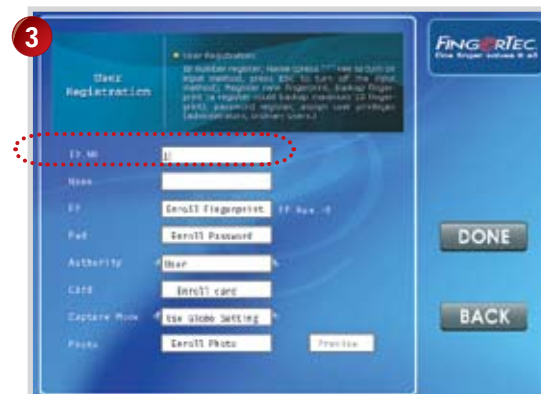 3
FINGERTEC
One finger solves it all
User Registration:
ID Number register, Name (press "*" key to turn on
input method, press ESC to turn off the input
method); Register new fingerprint, backup finger-
print (a register could backup maximum 10 finger-
print), password register, assign user privileges
(administrators, ordinary users.)
User
Registration
ID.NO 1
Name
FP Enroll Fingerprint FP Num.:0
Pwd Enroll Password
Authority User
Card Enroll card
Capture Mode Use Globe Setting
Photo Enroll Photo Preview
DONE
BACK